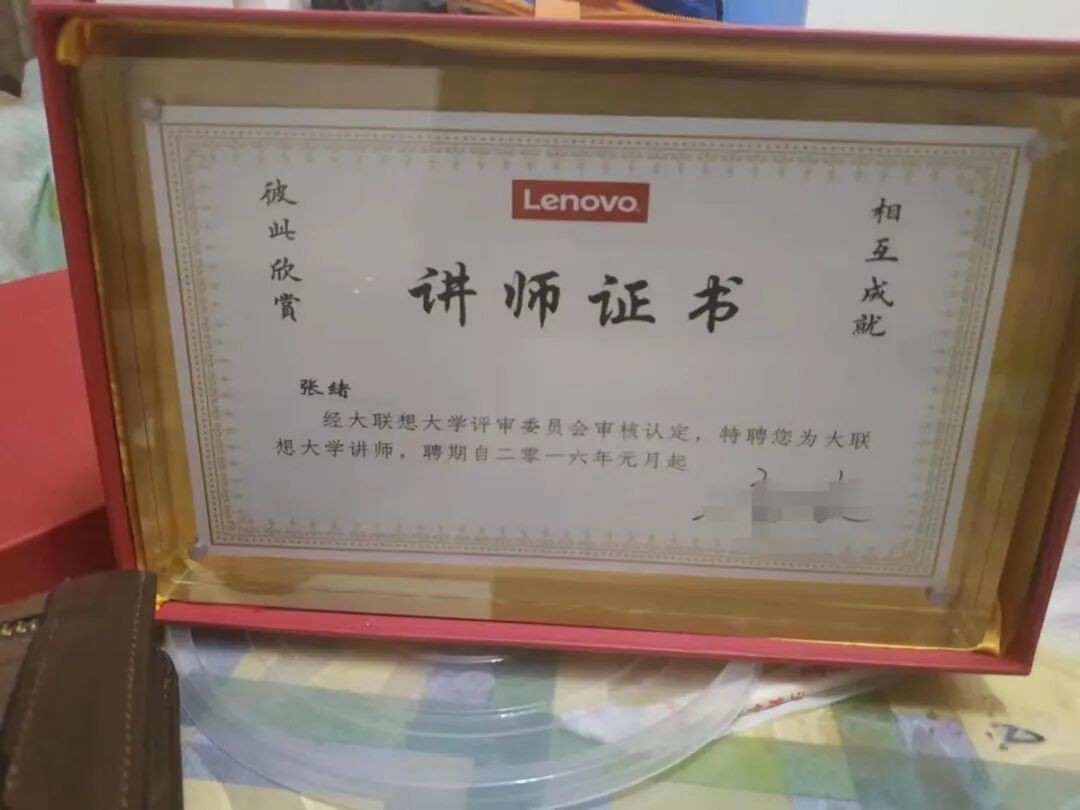 Lenovo
彼此欣赏
相互成就
讲师证书
张绪
经大联想大学评审委员会审核认定，特聘您为大联
想大学讲师，聘期自二零一六年元月起